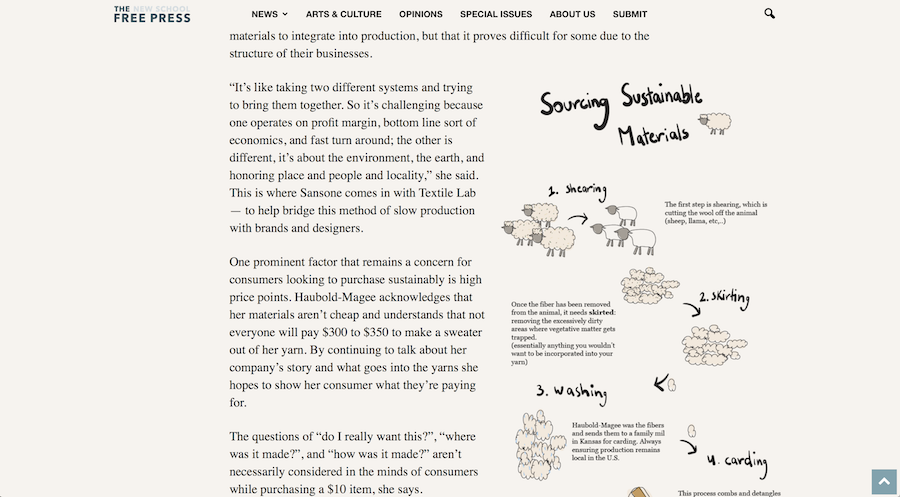 THE NEW SCHOOL
FREE PRESS
NEWS
ARTS & CULTURE
OPINIONS
SPECIAL ISSUES
ABOUT US
SUBMIT
materials to integrate into production, but that it proves difficult for some due to the
structure of their businesses.
“It’s like taking two different systems and trying
to bring them together. So it’s challenging because
one operates on profit margin, bottom line sort of
economics, and fast turn around; the other is
different, it’s about the environment, the earth, and
honoring place and people and locality,” she said.
This is where Sansone comes in with Textile Lab
— to help bridge this method of slow production
with brands and designers.
One prominent factor that remains a concern for
consumers looking to purchase sustainably is high
price points. Haubold-Magee acknowledges that
her materials aren’t cheap and understands that not
everyone will pay $300 to $350 to make a sweater
out of her yarn. By continuing to talk about her
company’s story and what goes into the yarns she
hopes to show her consumer what they’re paying
for.
The questions of “do I really want this?”, “where
was it made?”, and “how was it made?” aren’t
necessarily considered in the minds of consumers
while purchasing a $10 item, she says.
Sourcing Sustainable
Materials
1. Shearing
The first step is shearing, which is
cutting the wool off the animal
(sheep, llama, etc,..)
2. Skirting
Once the fiber has been removed
from the animal, it needs skirted:
removing the excessively dirty
areas where vegetative matter gets
trapped.
(essentially anything you wouldn't
want to be incorporated into your
yarn)
3. washing
Haubold-Magee was the fibers
and sends them to a family mil
in Kansas for carding. Always
ensuring production remains
local in the U.S.
4. carding
This process combs and detangles